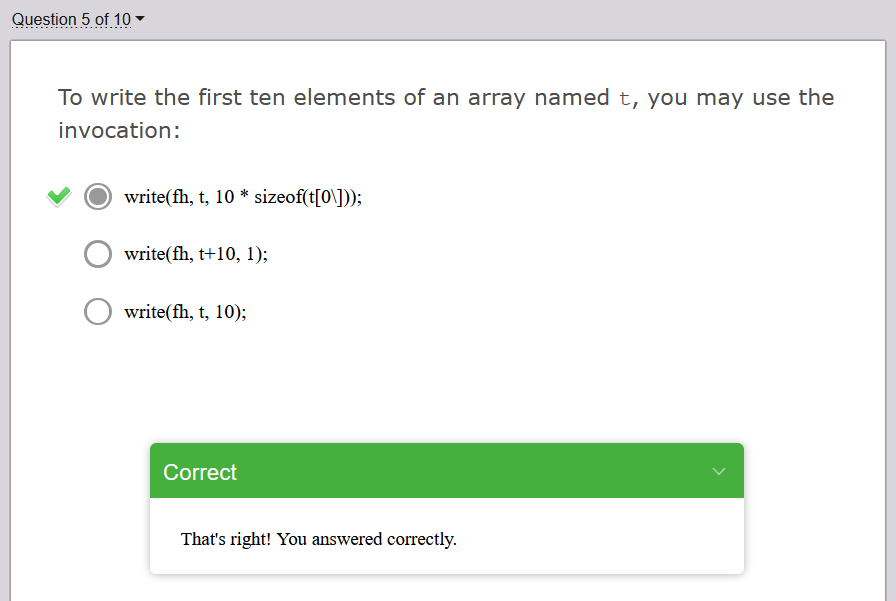 Question 5 of 10
To write the first ten elements of an array named t, you may use the
invocation:
write(fh, t, 10 * sizeof(t[0\]));
write(fh, t+10, 1);
write(fh, t, 10);
Correct
That's right! You answered correctly.